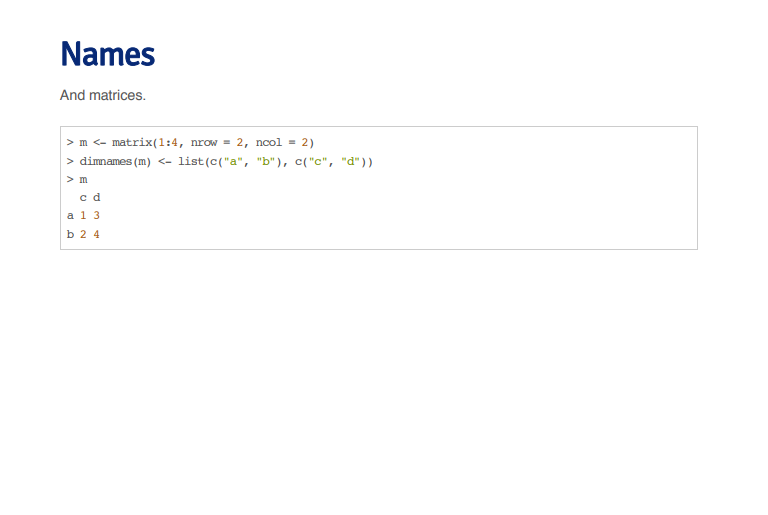 Names
And matrices.
> m <- matrix(1:4, nrow = 2, ncol = 2)
> dimnames(m) <- list(c("a", "b"), c("c", "d"))
> m
  c d
a 1 3
b 2 4